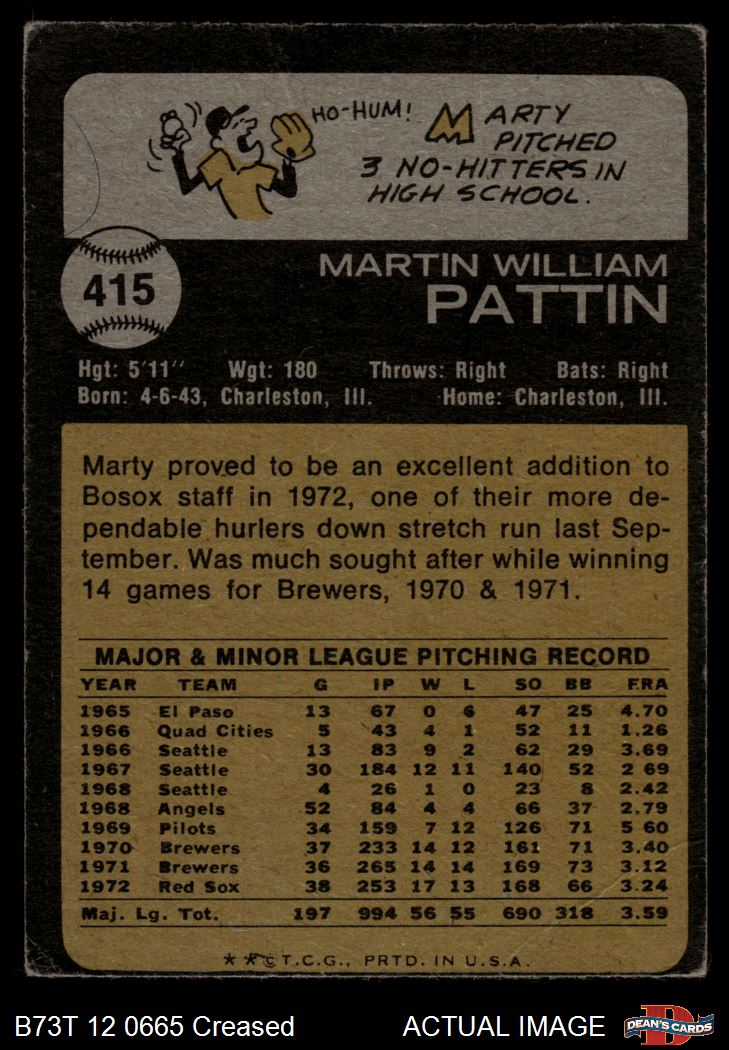 HO-HUM!
MARTY
PITCHED
3 NO-HITTERS IN
HIGH SCHOOL.
415
MARTIN WILLIAM
PATTIN
Hgt: 5'11" Wgt: 180 Throws: Right Bats: Right
Born: 4-6-43, Charleston, Ill. Home: Charleston, Ill.
Marty proved to be an excellent addition to
Bosox staff in 1972, one of their more de-
pendable hurlers down stretch run last Sep-
tember. Was much sought after while winning
14 games for Brewers, 1970 & 1971.
MAJOR & MINOR LEAGUE PITCHING RECORD
YEAR TEAM G IP W L SO BB ERA
1965 El Paso 13 67 0 6 47 25 4.70
1966 Quad Cities 5 43 4 1 52 11 1.26
1966 Seattle 13 83 9 2 62 29 3.69
1967 Seattle 30 184 12 11 140 52 2 69
1968 Seattle 4 26 1 0 23 8 2.42
1968 Angels 52 84 4 4 66 37 2.79
1969 Pilots 34 159 7 12 126 71 5 60
1970 Brewers 37 233 14 12 161 71 3.40
1971 Brewers 36 265 14 14 169 73 3.12
1972 Red Sox 38 253 17 13 168 66 3.24
Maj. Lg. Tot. 197 994 56 55 690 318 3.59
**© T.C.G., PRTD. IN U.S.A.
B73T 12 0665 Creased ACTUAL IMAGE
D
DEAN'S CARDS